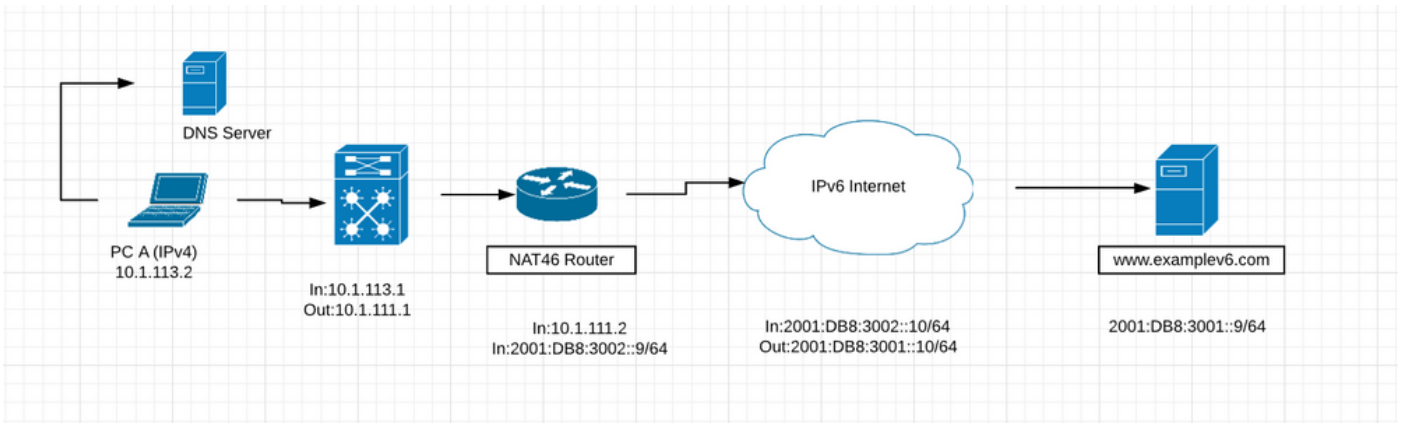 DNS Server
PC A (IPv4)
10.1.113.2
In:10.1.113.1
Out:10.1.111.1
NAT46 Router
In:10.1.111.2
In:2001:DB8:3002::9/64
IPv6 Internet
In:2001:DB8:3002::10/64
Out:2001:DB8:3001::10/64
www.examplev6.com
2001:DB8:3001::9/64